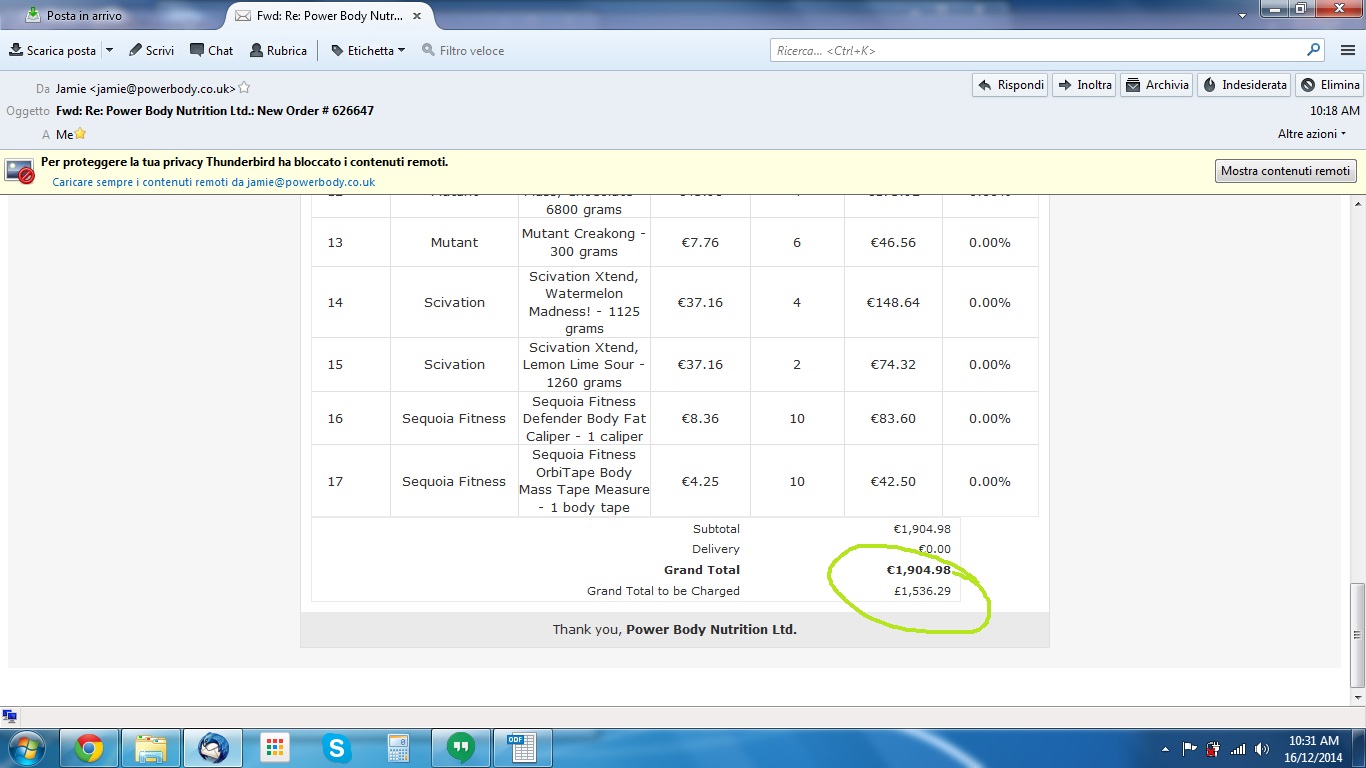 Posta in arrivo
Fwd: Re: Power Body Nutr...
Scarica posta
Scrivi
Chat
Rubrica
Etichetta
Filtro veloce
Ricerca... <Ctrl+K>
Da Jamie <jamie@powerbody.co.uk>
Rispondi
Inoltra
Archivia
Indesiderata
Elimina
Oggetto Fwd: Re: Power Body Nutrition Ltd.: New Order # 626647
10:18 AM
A Me
Altre azioni
Per proteggere la tua privacy Thunderbird ha bloccato i contenuti remoti.
Caricare sempre i contenuti remoti da jamie@powerbody.co.uk
Mostra contenuti remoti
6800 grams
13
Mutant
Mutant Creakong -
300 grams
€7.76
6
€46.56
0.00%
14
Scivation
Scivation Xtend,
Watermelon
Madness! - 1125
grams
€37.16
4
€148.64
0.00%
15
Scivation
Scivation Xtend,
Lemon Lime Sour -
1260 grams
€37.16
2
€74.32
0.00%
16
Sequoia Fitness
Sequoia Fitness
Defender Body Fat
Caliper - 1 caliper
€8.36
10
€83.60
0.00%
17
Sequoia Fitness
Sequoia Fitness
OrbiTape Body
Mass Tape Measure
- 1 body tape
€4.25
10
€42.50
0.00%
Subtotal €1,904.98
Delivery €0.00
Grand Total €1,904.98
Grand Total to be Charged £1,536.29
Thank you, Power Body Nutrition Ltd.
ODF
10:31 AM
16/12/2014